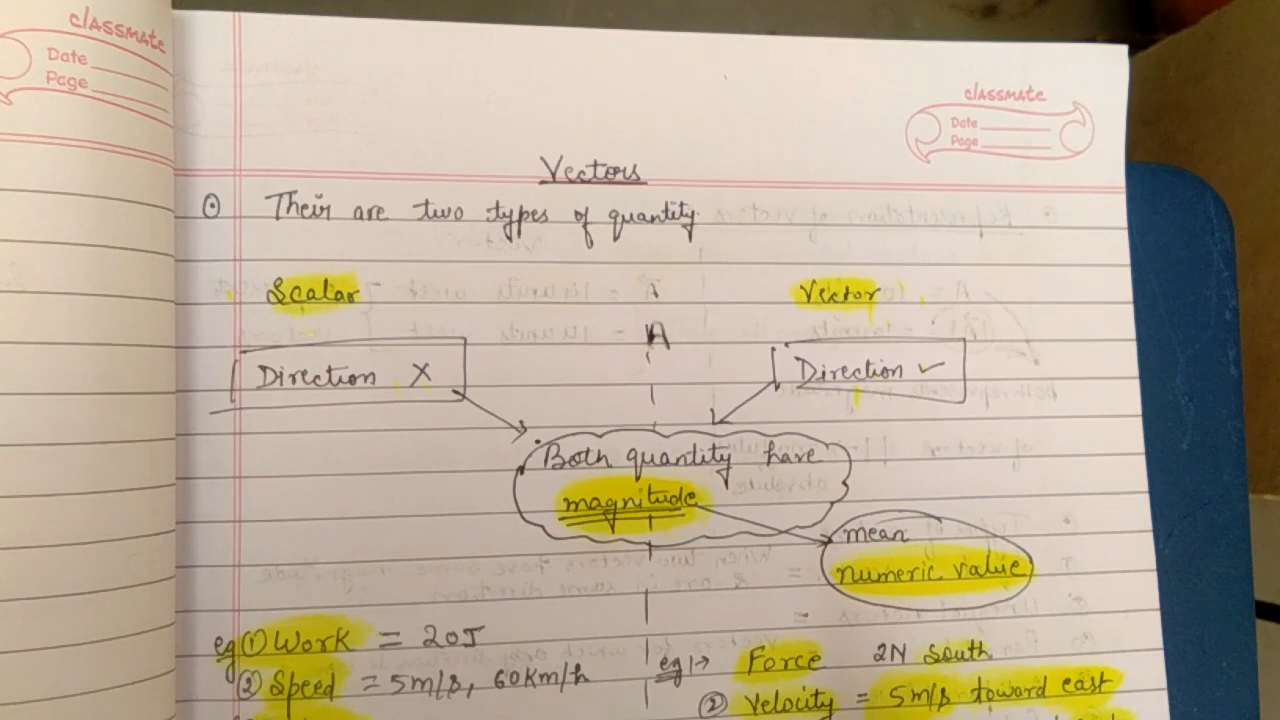 classmate
Date
Page
classmate
Date
Page
Vectors
Their are two types of quantity.
Scalar
Vector
Direction X
Direction ✓
Both quantity have
magnitude
mean
numeric value
eg ① Work = 20J
② Speed = 5m/s, 60Km/h
eg 1→ Force 2N South
② Velocity = 5m/s toward east